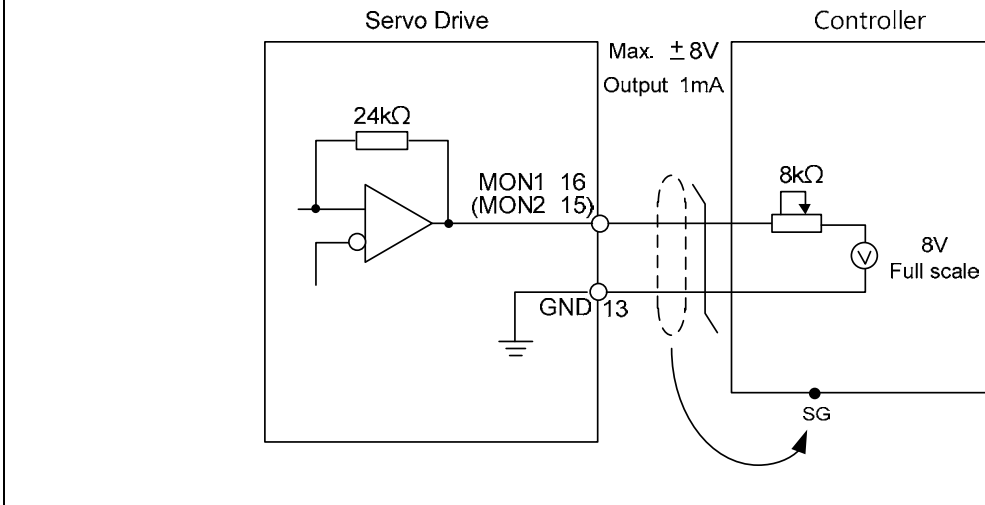 Servo Drive
Controller
Max. ±8V
Output 1mA
24kΩ
MON1 16
(MON2 15)
8kΩ
V
8V
Full scale
GND 13
SG